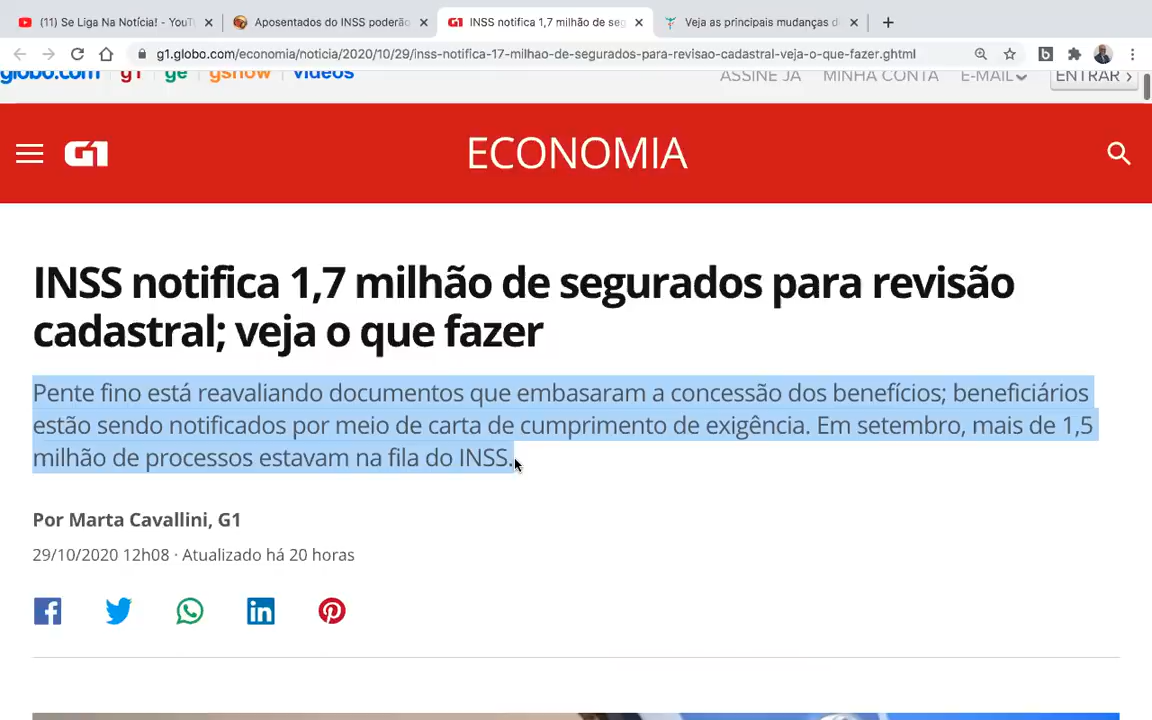 (11) Se Liga Na Notícia! - YouT
Aposentados do INSS poderão
G1 INSS notifica 1,7 milhão de seg
Veja as principais mudanças d
g1.globo.com/economia/noticia/2020/10/29/inss-notifica-17-milhao-de-segurados-para-revisao-cadastral-veja-o-que-fazer.ghtml
globo.com g1 ge gshow vídeos ASSINE JÁ MINHA CONTA E-MAIL ENTRAR ›
G1 ECONOMIA
INSS notifica 1,7 milhão de segurados para revisão
cadastral; veja o que fazer
Pente fino está reavaliando documentos que embasaram a concessão dos benefícios; beneficiários
estão sendo notificados por meio de carta de cumprimento de exigência. Em setembro, mais de 1,5
milhão de processos estavam na fila do INSS.
Por Marta Cavallini, G1
29/10/2020 12h08 · Atualizado há 20 horas